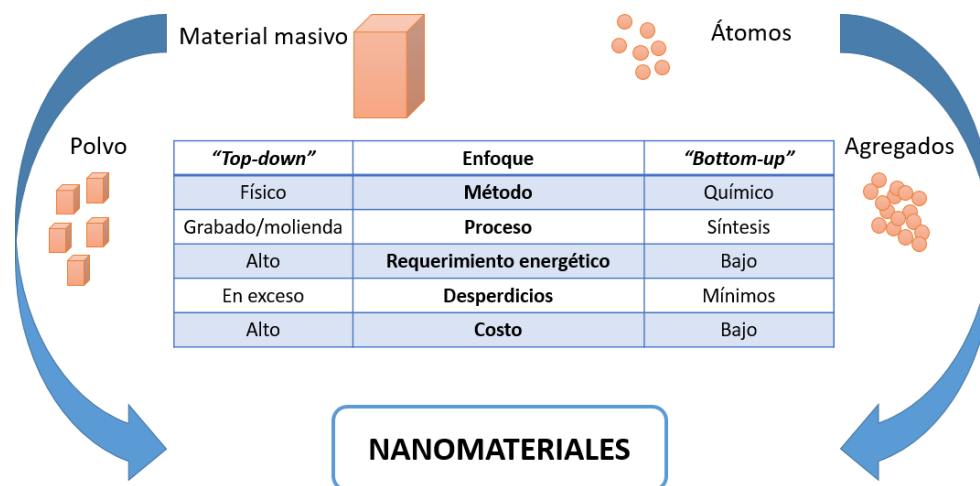 Material masivo
Átomos
Polvo
Agregados
“Top-down” Enfoque “Bottom-up”
Físico Método Químico
Grabado/molienda Proceso Síntesis
Alto Requerimiento energético Bajo
En exceso Desperdicios Mínimos
Alto Costo Bajo
NANOMATERIALES